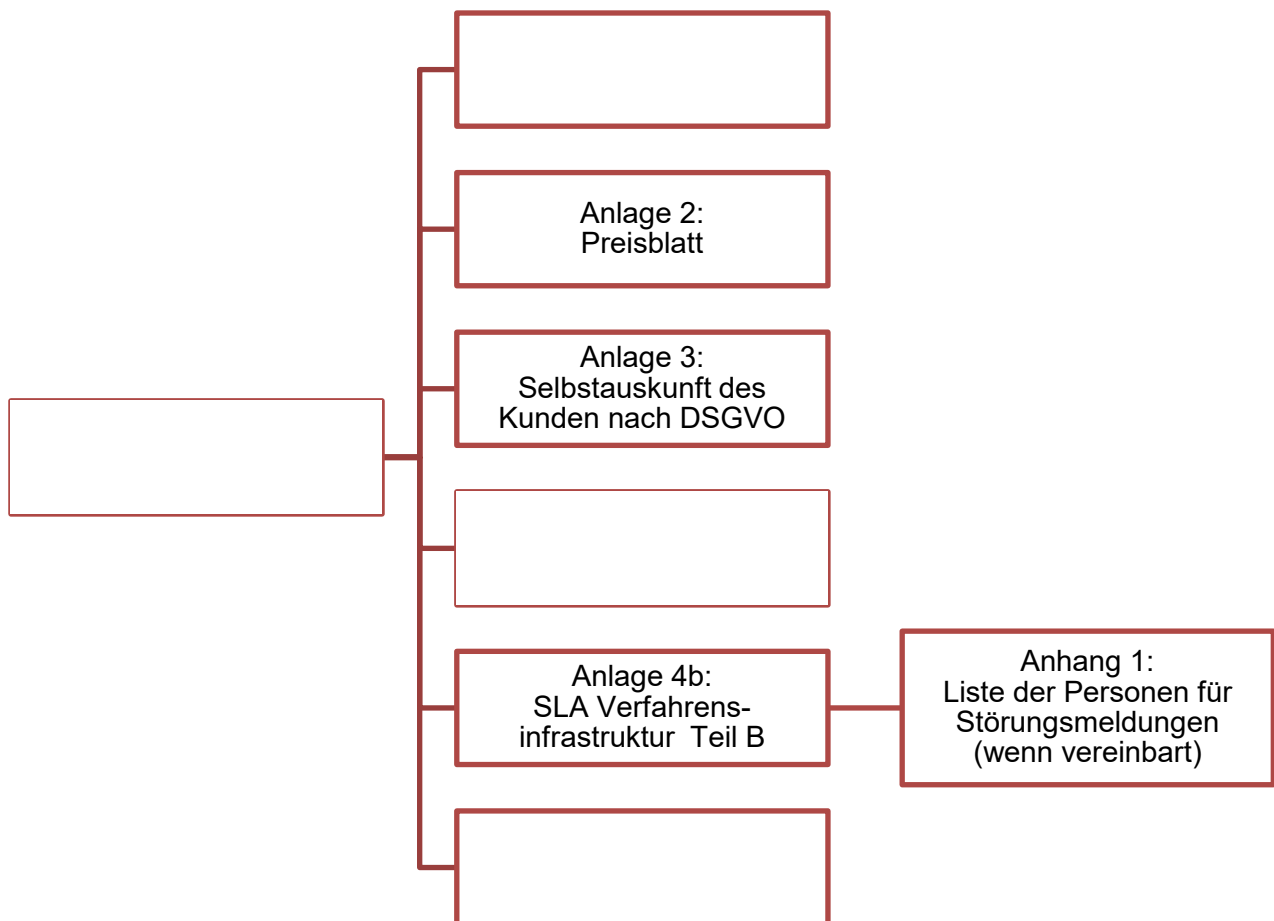 Anlage 2:
Preisblatt
Anlage 3:
Selbstauskunft des
Kunden nach DSGVO
Anlage 4b:
SLA Verfahrens-
infrastruktur Teil B
Anhang 1:
Liste der Personen für
Störungsmeldungen
(wenn vereinbart)